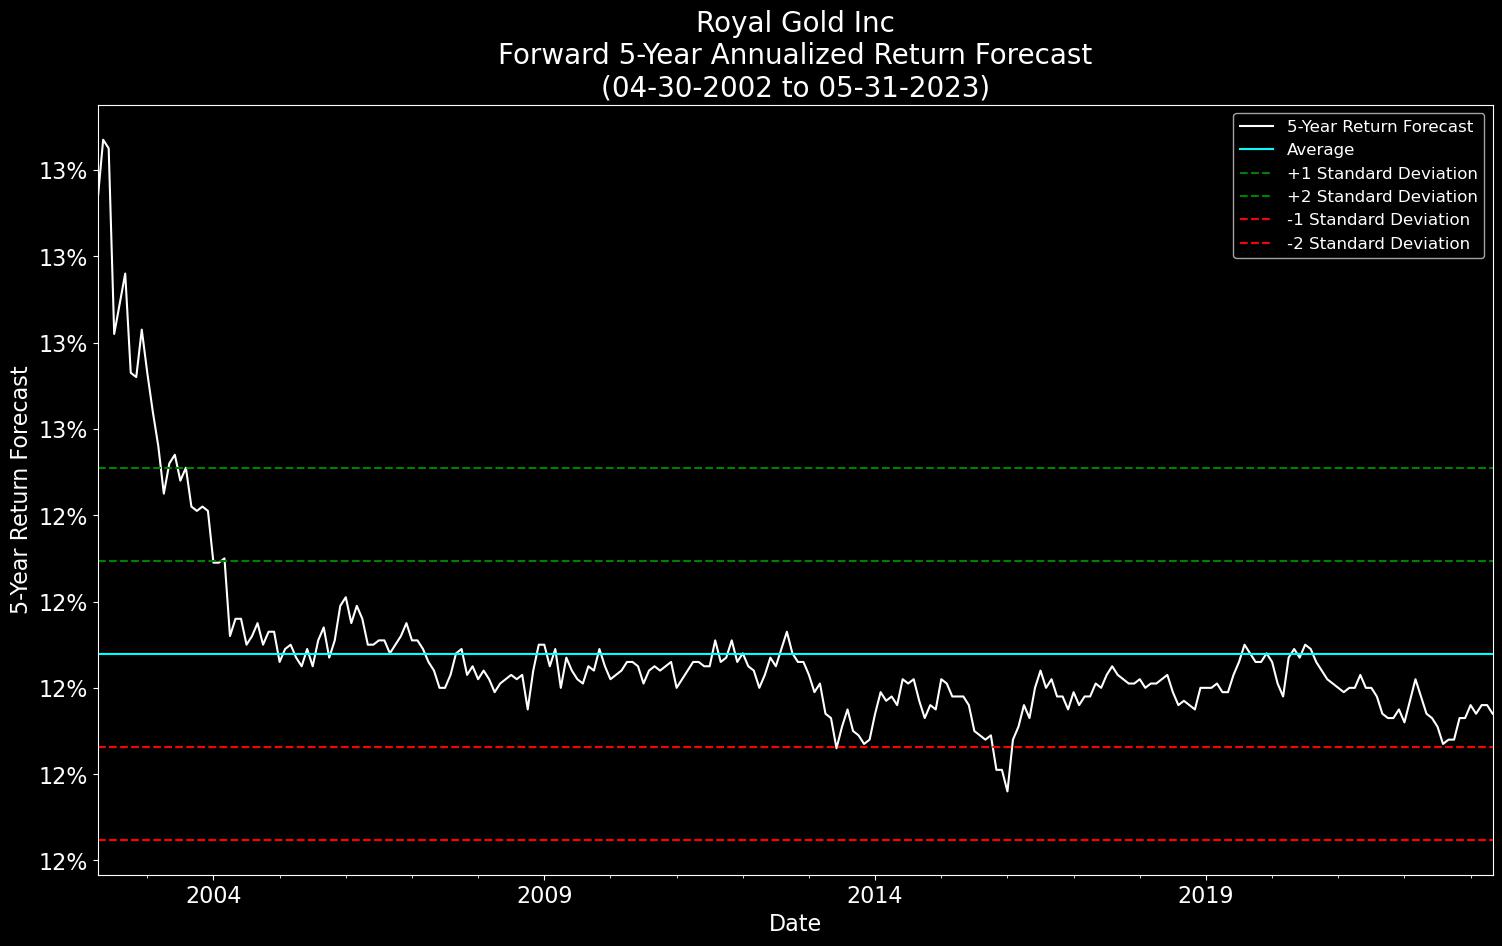 Royal Gold Inc
Forward 5-Year Annualized Return Forecast
(04-30-2002 to 05-31-2023)
5-Year Return Forecast
Average
+1 Standard Deviation
+2 Standard Deviation
-1 Standard Deviation
-2 Standard Deviation
13%
13%
13%
13%
12%
12%
12%
12%
12%
5-Year Return Forecast
2004
2009
2014
2019
Date